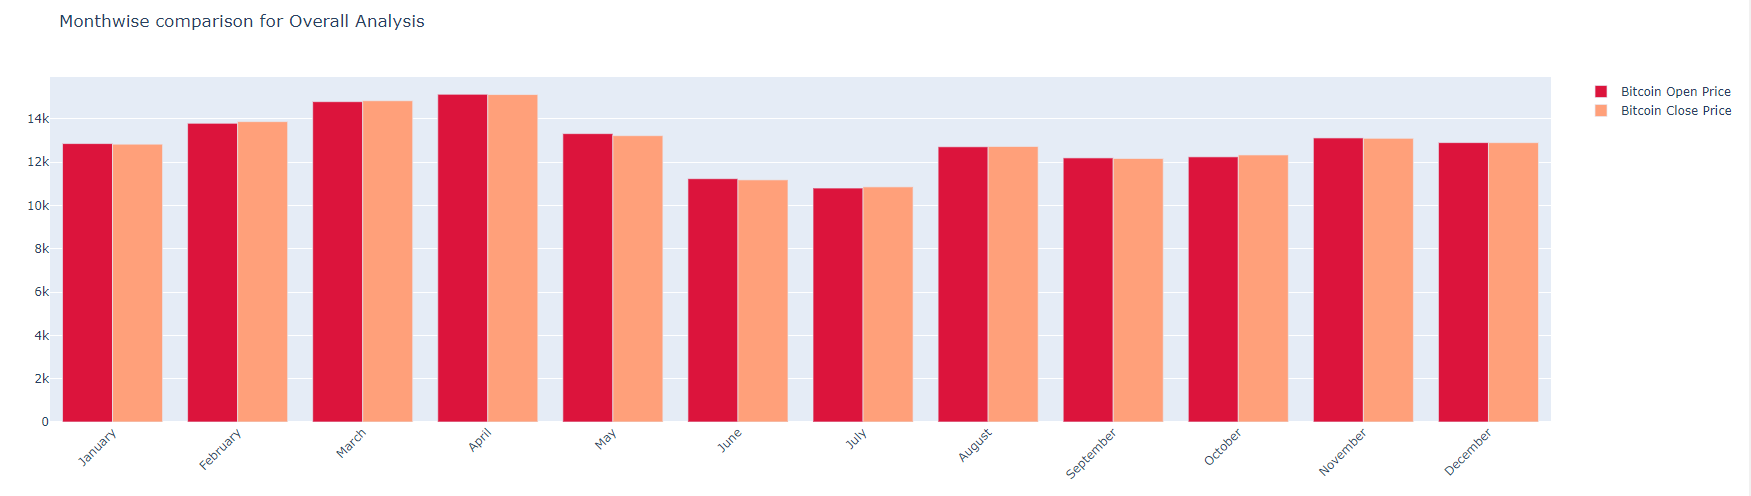 Monthwise comparison for Overall Analysis
Bitcoin Open Price
Bitcoin Close Price
14k
12k
10k
8k
6k
4k
2k
0
January
February
March
April
May
June
July
August
September
October
November
December